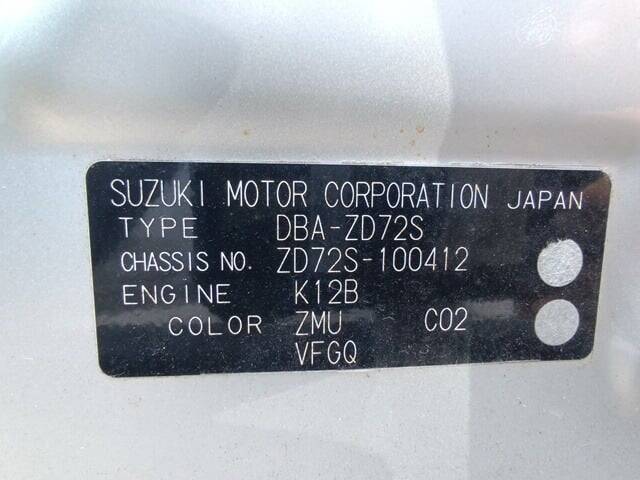 SUZUKI MOTOR CORPORATION JAPAN
TYPE DBA-ZD72S
CHASSIS NO. ZD72S-100412
ENGINE K12B
COLOR ZMU C02
VFGQ